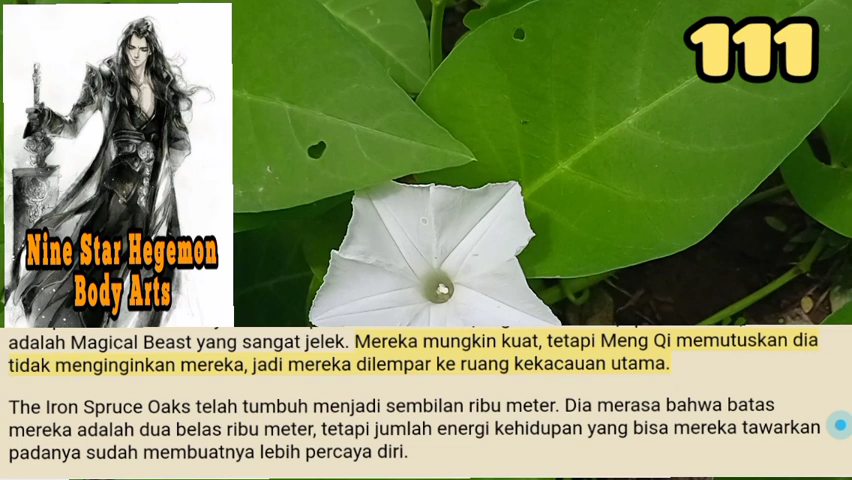 111
Nine Star Hegemon
Body Arts
adalah Magical Beast yang sangat jelek. Mereka mungkin kuat, tetapi Meng Qi memutuskan dia
tidak menginginkan mereka, jadi mereka dilempar ke ruang kekacauan utama.
The Iron Spruce Oaks telah tumbuh menjadi sembilan ribu meter. Dia merasa bahwa batas
mereka adalah dua belas ribu meter, tetapi jumlah energi kehidupan yang bisa mereka tawarkan
padanya sudah membuatnya lebih percaya diri.